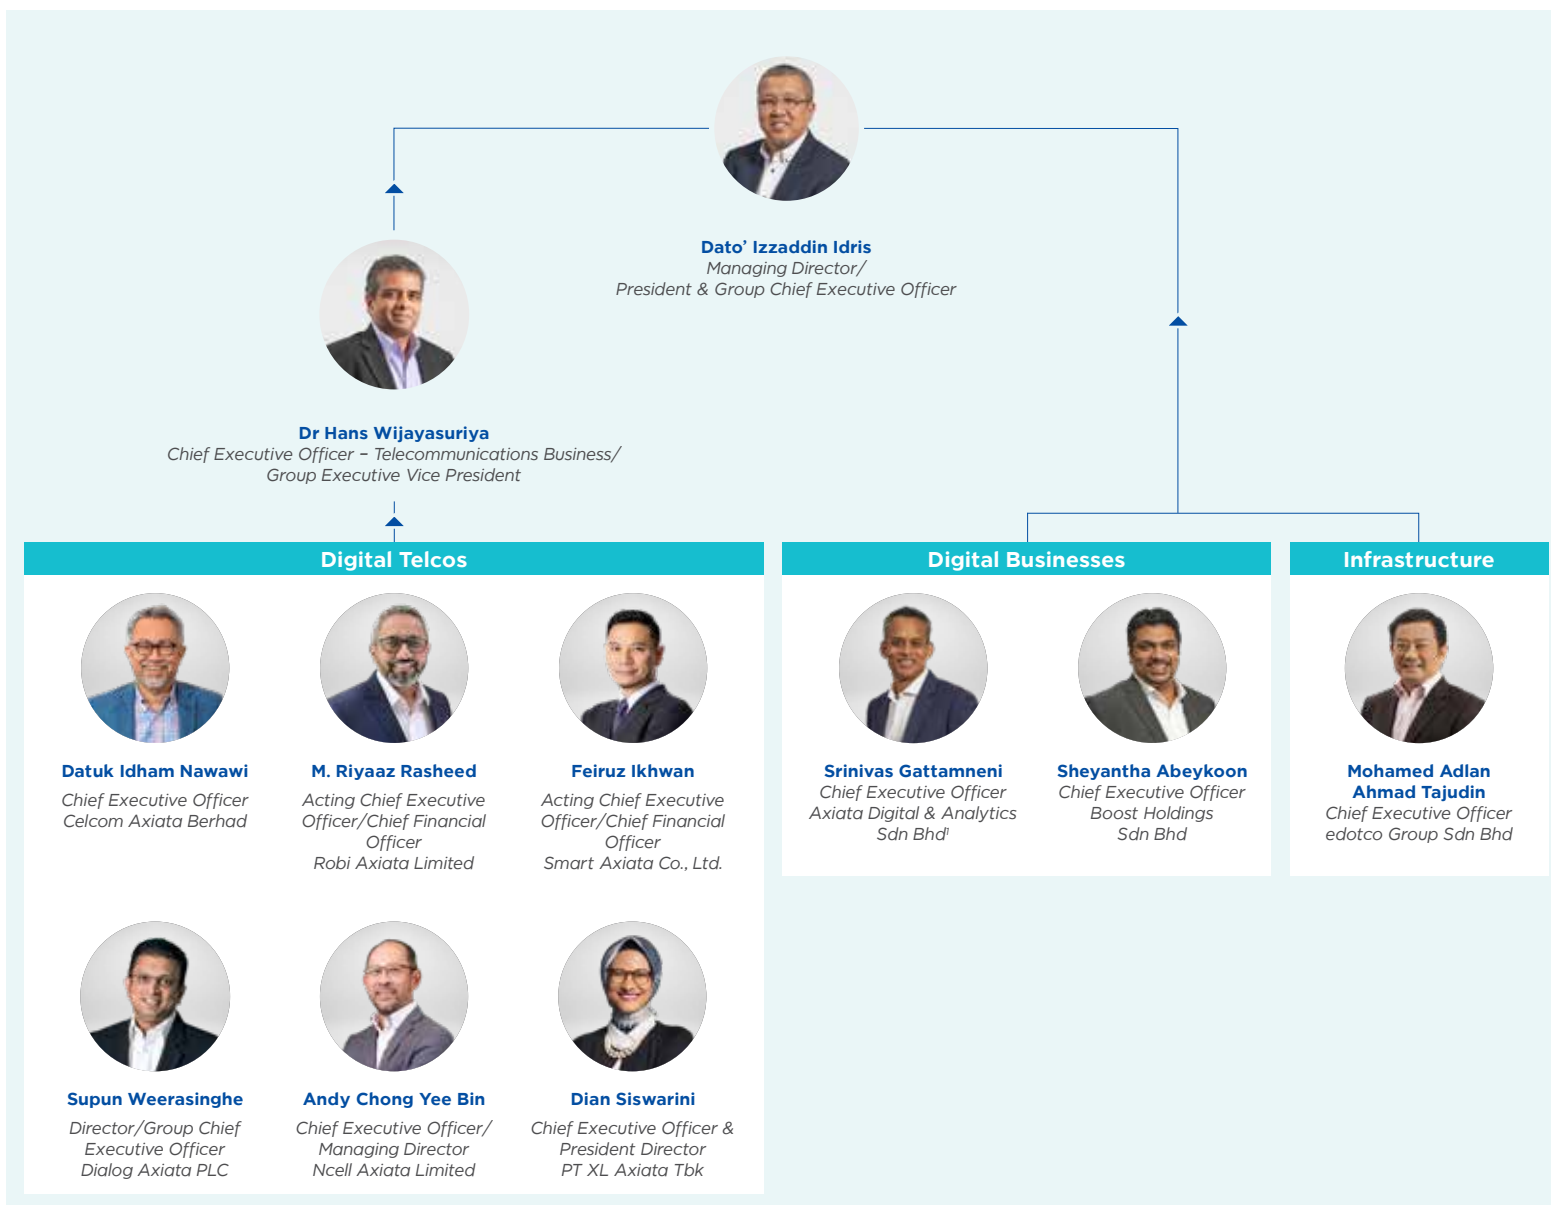 Dato’ Izzaddin Idris
Managing Director/
President & Group Chief Executive Officer
Dr Hans Wijayasuriya
Chief Executive Officer – Telecommunications Business/
Group Executive Vice President
Digital Telcos
Datuk Idham Nawawi
Chief Executive Officer
Celcom Axiata Berhad
M. Riyaaz Rasheed
Acting Chief Executive
Officer/Chief Financial
Officer
Robi Axiata Limited
Feiruz Ikhwan
Acting Chief Executive
Officer/Chief Financial
Officer
Smart Axiata Co., Ltd.
Supun Weerasinghe
Director/Group Chief
Executive Officer
Dialog Axiata PLC
Andy Chong Yee Bin
Chief Executive Officer/
Managing Director
Ncell Axiata Limited
Dian Siswarini
Chief Executive Officer &
President Director
PT XL Axiata Tbk
Digital Businesses
Srinivas Gattamneni
Chief Executive Officer
Axiata Digital & Analytics
Sdn Bhd¹
Sheyantha Abeykoon
Chief Executive Officer
Boost Holdings
Sdn Bhd
Infrastructure
Mohamed Adlan
Ahmad Tajudin
Chief Executive Officer
edotco Group Sdn Bhd